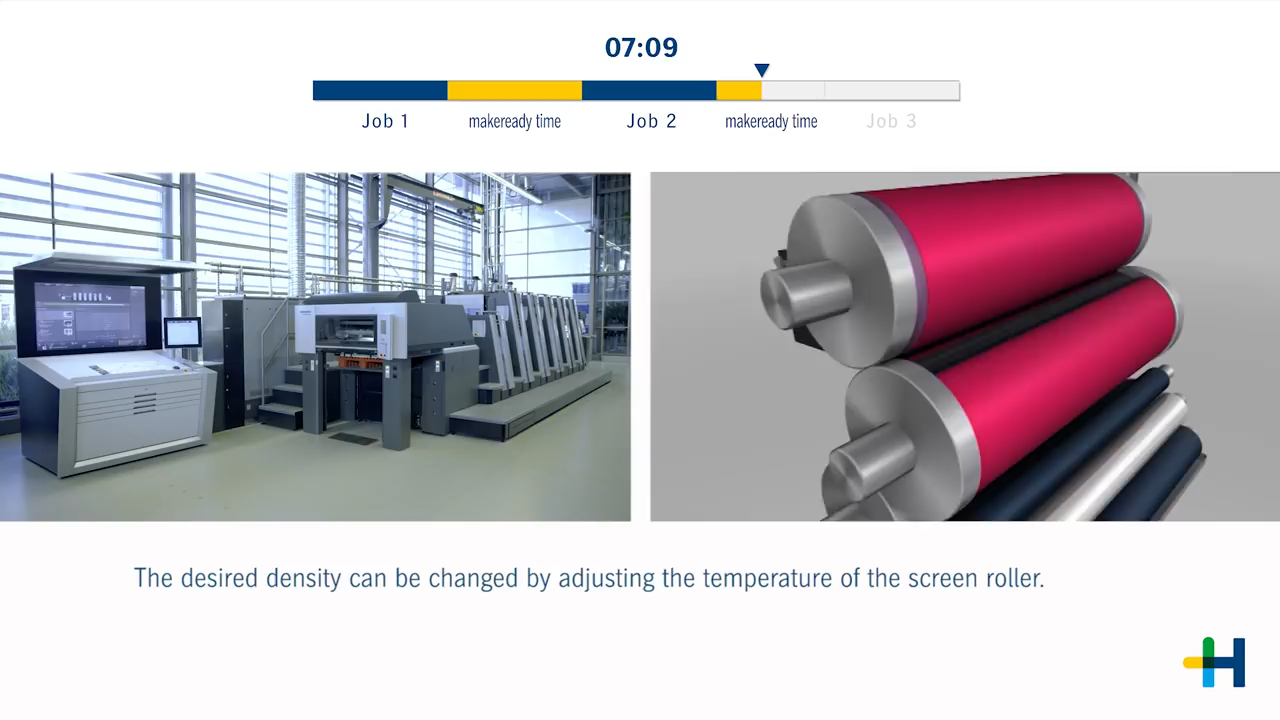 07:09
Job 1 makeready time Job 2 makeready time Job 3
The desired density can be changed by adjusting the temperature of the screen roller.
H